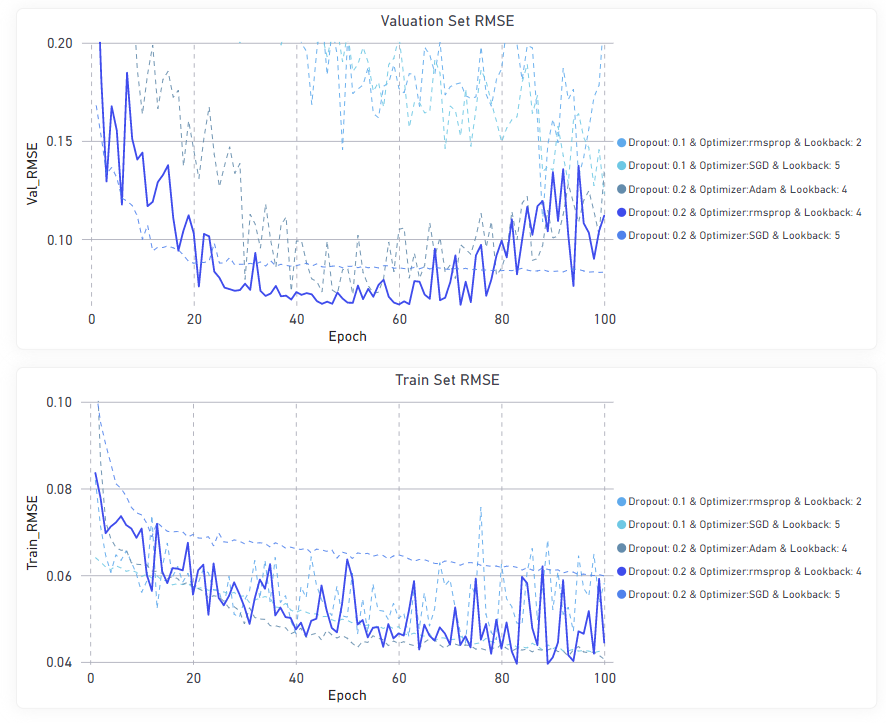 Valuation Set RMSE
0.20
0.15
0.10
Val_RMSE
0 20 40 60 80 100
Epoch
Dropout: 0.1 & Optimizer:rmsprop & Lookback: 2
Dropout: 0.1 & Optimizer:SGD & Lookback: 5
Dropout: 0.2 & Optimizer:Adam & Lookback: 4
Dropout: 0.2 & Optimizer:rmsprop & Lookback: 4
Dropout: 0.2 & Optimizer:SGD & Lookback: 5
Train Set RMSE
0.10
0.08
0.06
0.04
Train_RMSE
0 20 40 60 80 100
Epoch
Dropout: 0.1 & Optimizer:rmsprop & Lookback: 2
Dropout: 0.1 & Optimizer:SGD & Lookback: 5
Dropout: 0.2 & Optimizer:Adam & Lookback: 4
Dropout: 0.2 & Optimizer:rmsprop & Lookback: 4
Dropout: 0.2 & Optimizer:SGD & Lookback: 5